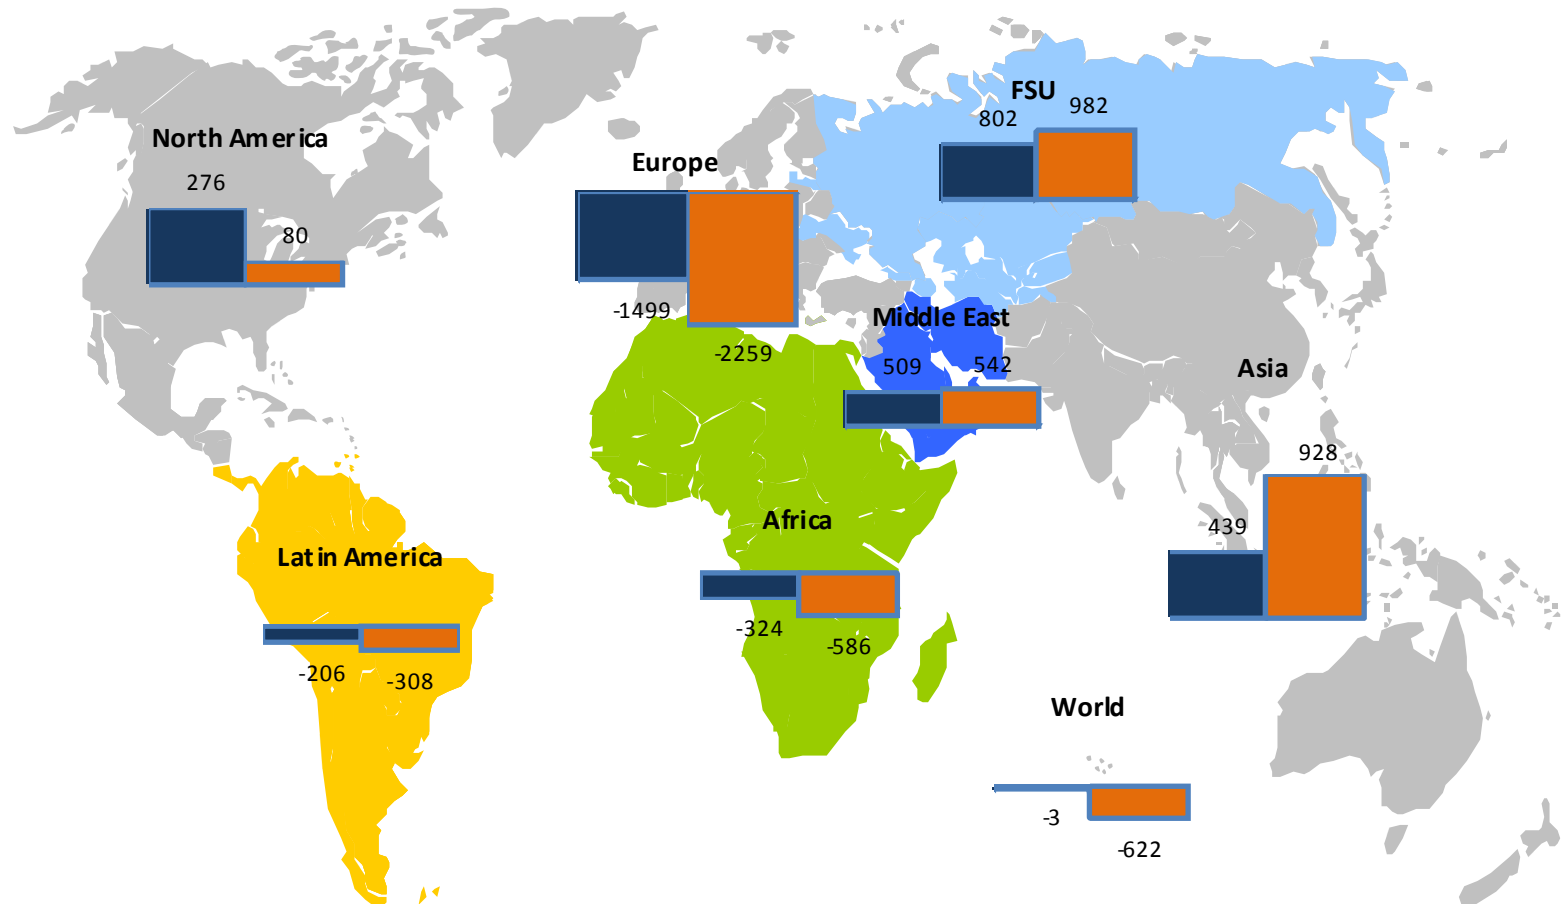 FSU
802
982
North America
276
80
Europe
-1499
-2259
Middle East
509
542
Asia
439
928
Africa
-324
-586
Latin America
-206
-308
World
-3
-622